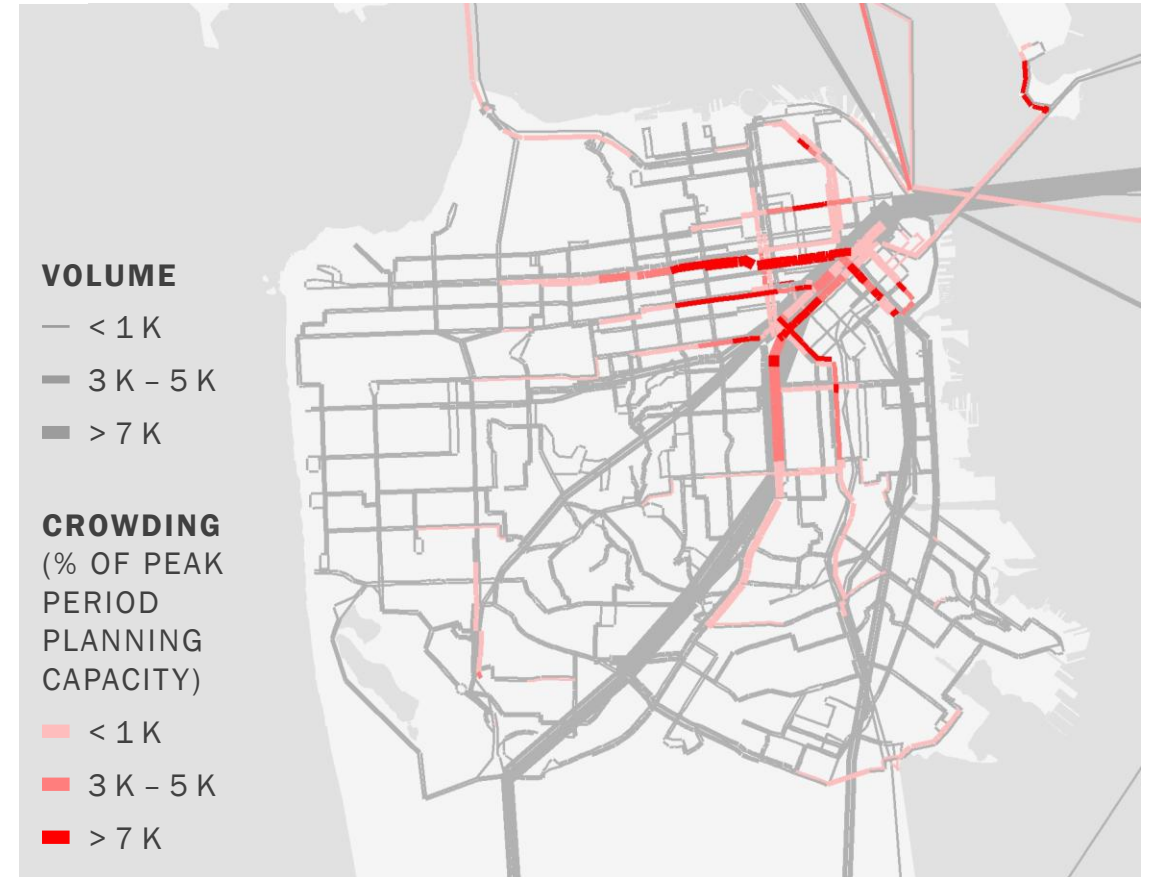 VOLUME
< 1 K
3 K – 5 K
> 7 K
CROWDING
(% OF PEAK
PERIOD
PLANNING
CAPACITY)
< 1 K
3 K – 5 K
> 7 K